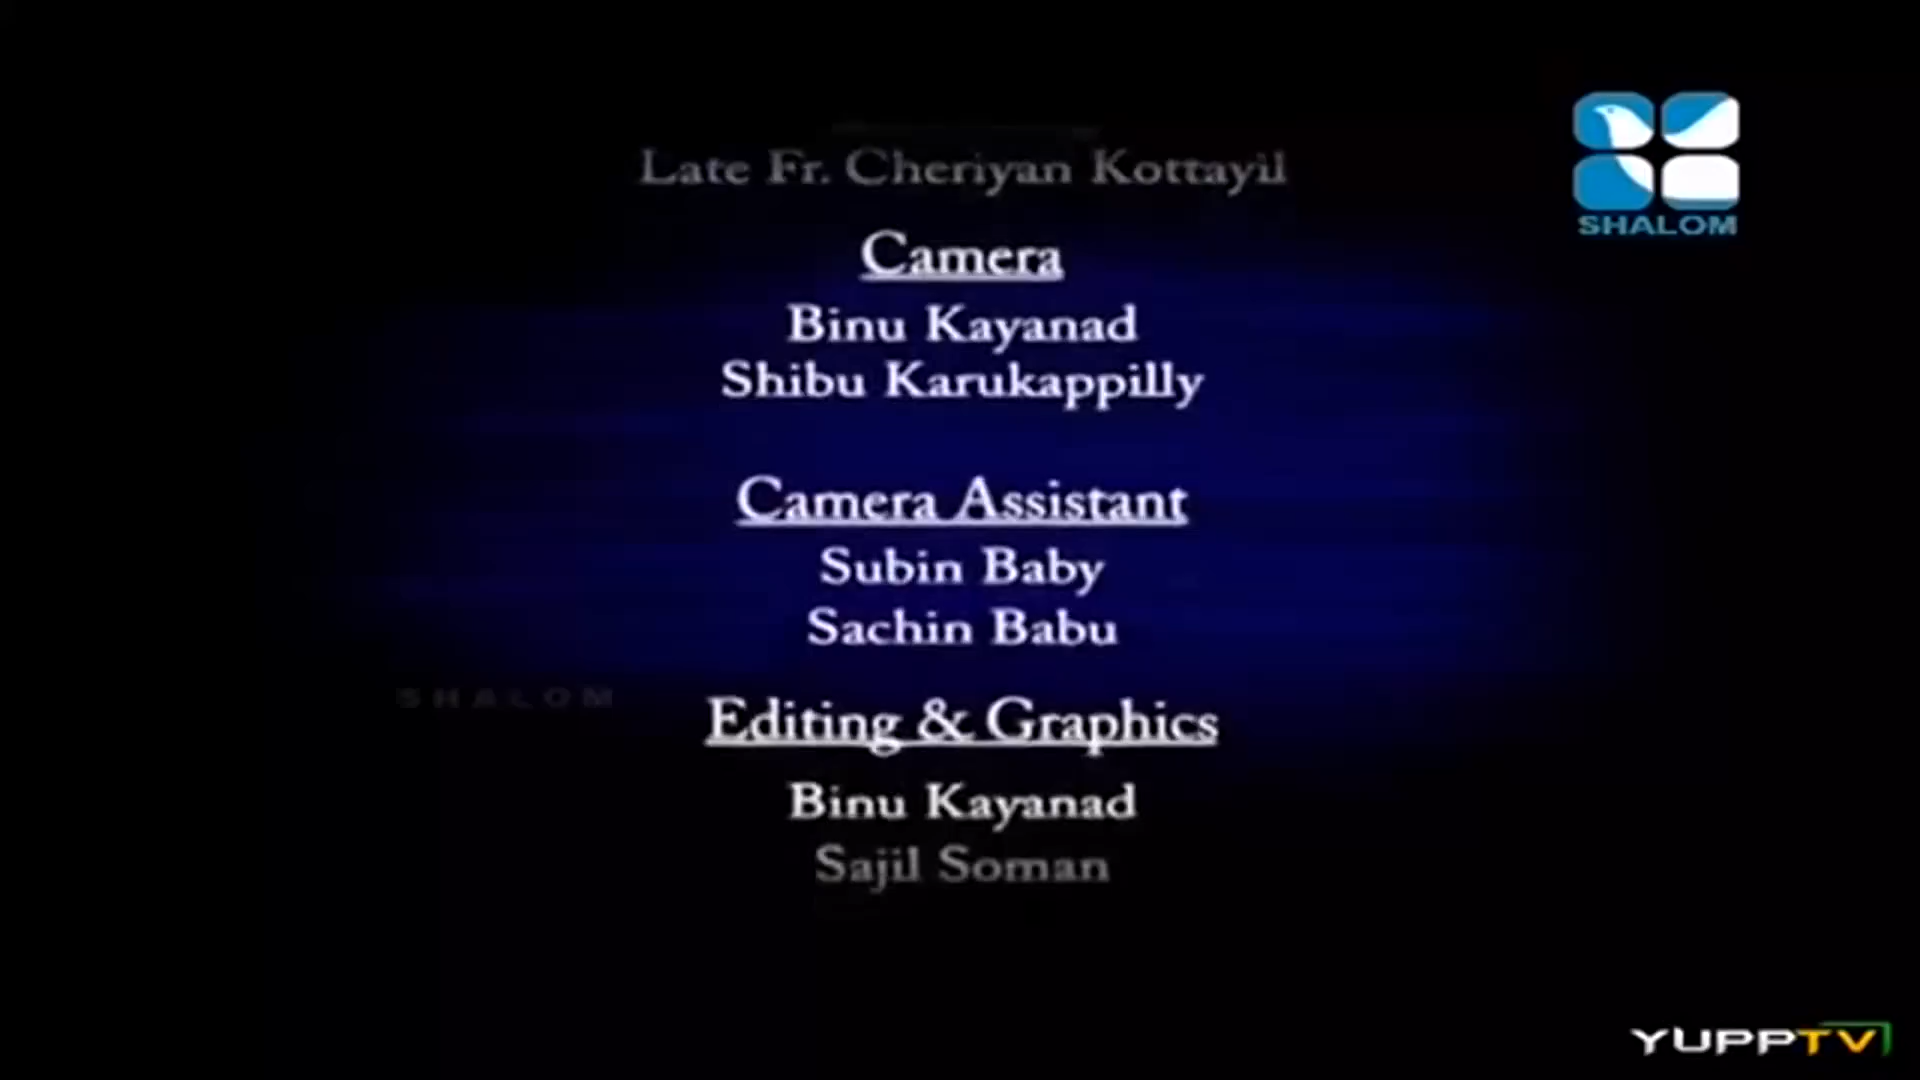 Late Fr. Cheriyan Kottayil
SHALOM
Camera
Binu Kayanad
Shibu Karukappilly
Camera Assistant
Subin Baby
Sachin Babu
SHALOM
Editing & Graphics
Binu Kayanad
Sajil Soman
YUPPTV